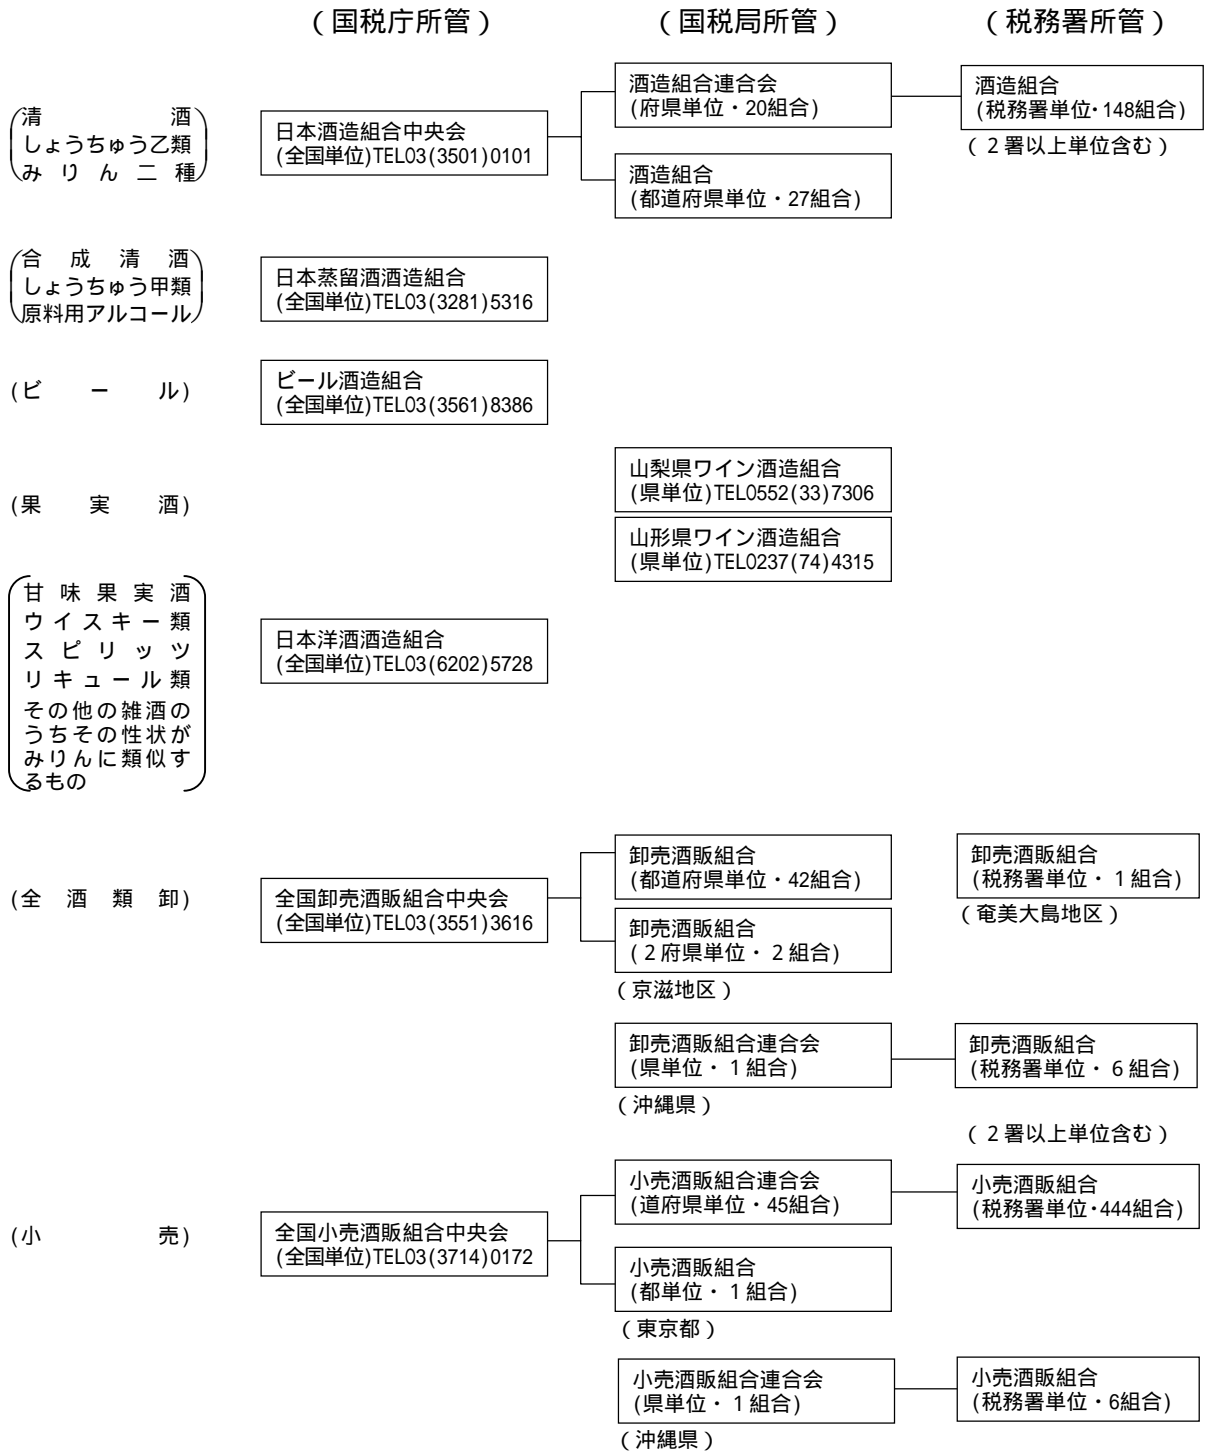 (国税庁所管) (国税局所管) (税務署所管)
清酒
しょうちゅう乙類
みりん二種
日本酒造組合中央会
(全国単位)TEL03(3501)0101
酒造組合連合会
(府県単位・20組合)
酒造組合
(都道府県単位・27組合)
酒造組合
(税務署単位・148組合)
(2署以上単位含む)
合成清酒
しょうちゅう甲類
原料用アルコール
日本蒸留酒酒造組合
(全国単位)TEL03(3281)5316
(ビール)
ビール酒造組合
(全国単位)TEL03(3561)8386
(果実酒)
山梨県ワイン酒造組合
(県単位)TEL0552(33)7306
山形県ワイン酒造組合
(県単位)TEL0237(74)4315
甘味果実酒
ウイスキー類
スピリッツ
リキュール類
その他の雑酒の
うちその性状が
みりんに類似す
るもの
日本洋酒酒造組合
(全国単位)TEL03(6202)5728
(全酒類卸)
全国卸売酒販組合中央会
(全国単位)TEL03(3551)3616
卸売酒販組合
(都道府県単位・42組合)
卸売酒販組合
(2府県単位・2組合)
(京滋地区)
卸売酒販組合
(税務署単位・1組合)
(奄美大島地区)
卸売酒販組合連合会
(県単位・1組合)
(沖縄県)
卸売酒販組合
(税務署単位・6組合)
(2署以上単位含む)
(小売)
全国小売酒販組合中央会
(全国単位)TEL03(3714)0172
小売酒販組合連合会
(道府県単位・45組合)
小売酒販組合
(税務署単位・444組合)
小売酒販組合
(都単位・1組合)
(東京都)
小売酒販組合連合会
(県単位・1組合)
(沖縄県)
小売酒販組合
(税務署単位・6組合)